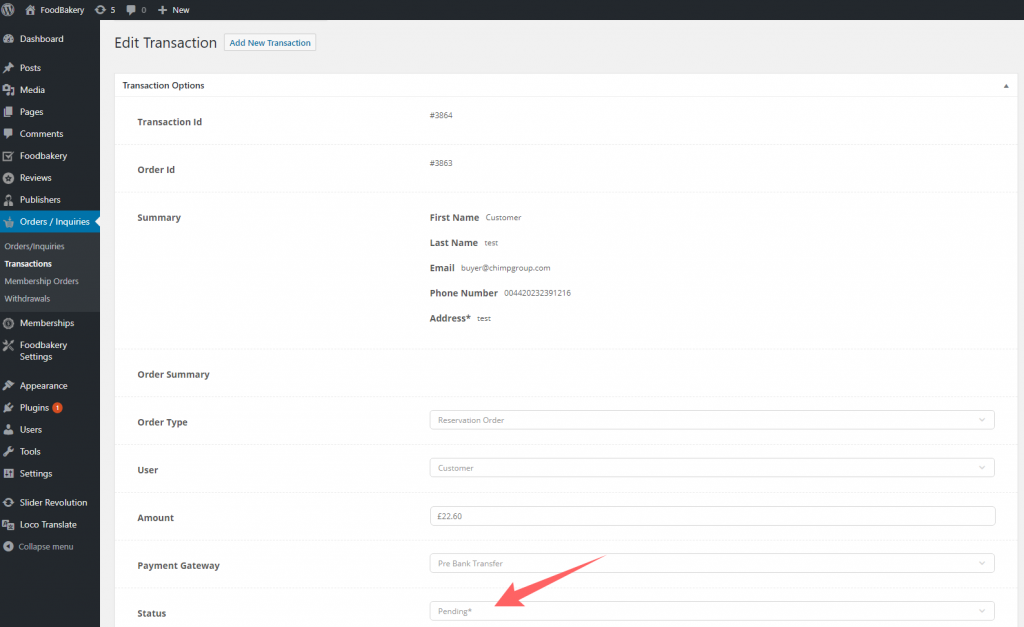 FoodBakery 5 0 New
Dashboard
Posts
Media
Pages
Comments
Foodbakery
Reviews
Publishers
Orders / Inquiries
Orders/Inquiries
Transactions
Membership Orders
Withdrawals
Memberships
Foodbakery
Settings
Appearance
Plugins 1
Users
Tools
Settings
Slider Revolution
Loco Translate
Collapse menu
Edit Transaction Add New Transaction
Transaction Options
Transaction Id #3864
Order Id #3863
Summary First Name Customer
Last Name test
Email buyer@chimpgroup.com
Phone Number 004420232391216
Address* test
Order Summary
Order Type Reservation Order
User Customer
Amount £22.60
Payment Gateway Pre Bank Transfer
Status Pending*